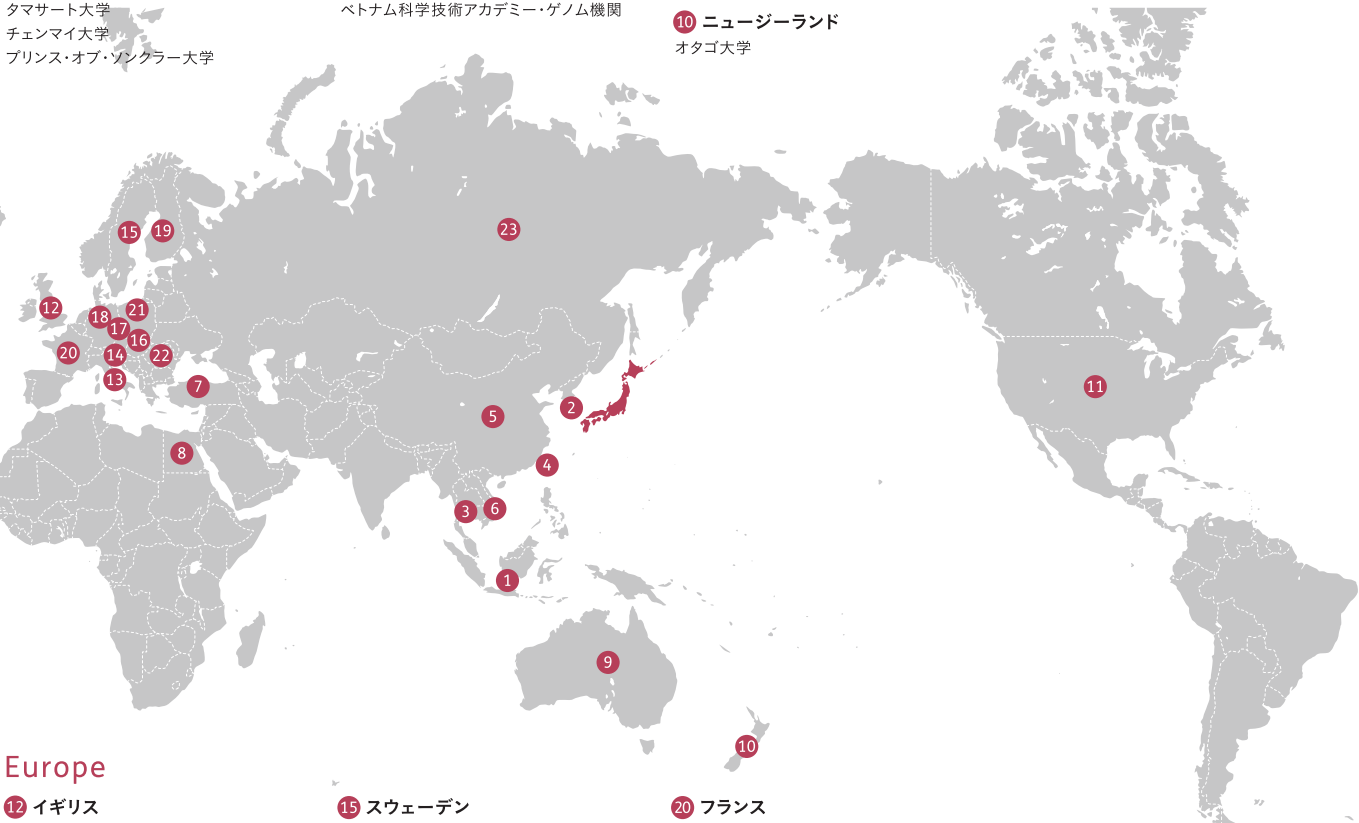 タマサート大学
チェンマイ大学
プリンス・オブ・ソンクラー大学
ベトナム科学技術アカデミー・ゲノム機関
10 ニュージーランド
オタゴ大学
23
15
19
12
18
21
17
16
20
14
22
13
7
11
2
5
8
4
3
6
1
9
10
Europe
12 イギリス
15 スウェーデン
20 フランス